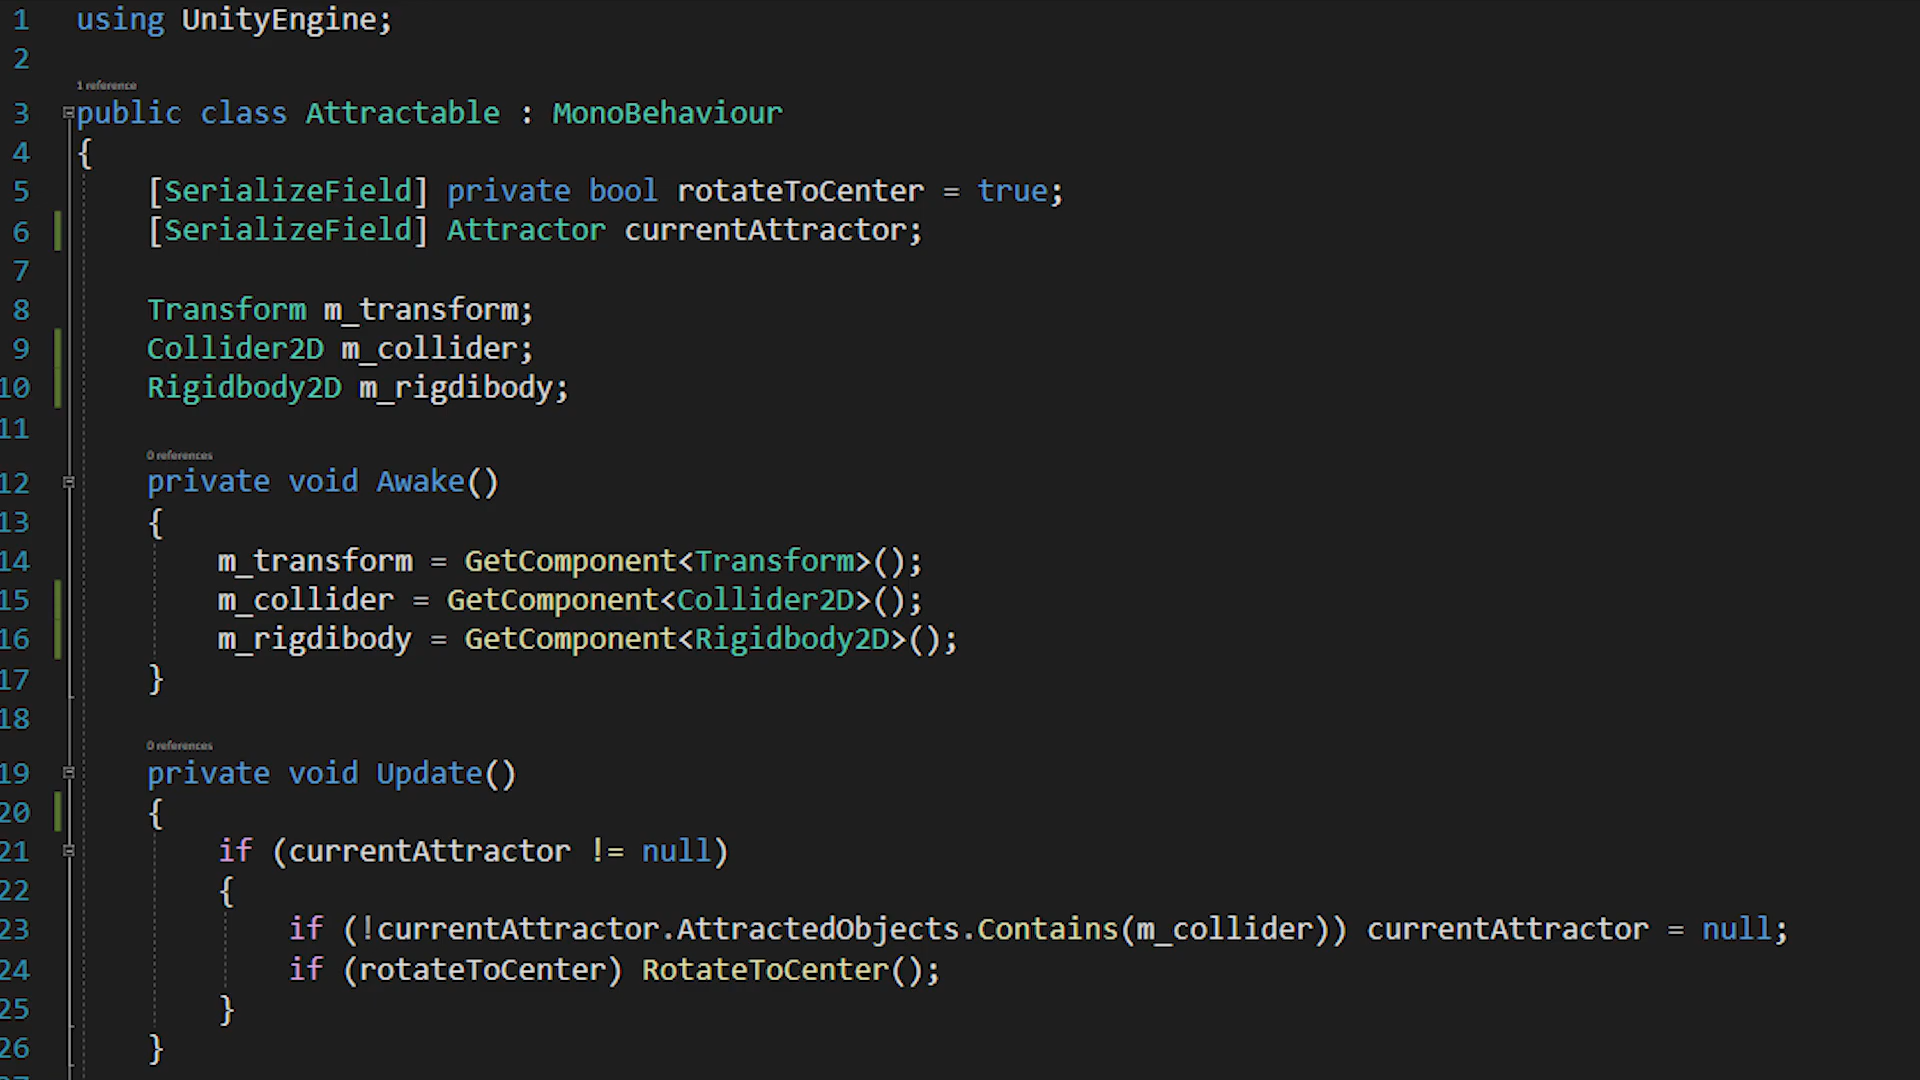 1 using UnityEngine;
2
1 reference
3 public class Attractable : MonoBehaviour
4 {
5 [SerializeField] private bool rotateToCenter = true;
6 [SerializeField] Attractor currentAttractor;
7
8 Transform m_transform;
9 Collider2D m_collider;
10 Rigidbody2D m_rigdibody;
11
0 references
12 private void Awake()
13 {
14 m_transform = GetComponent<Transform>();
15 m_collider = GetComponent<Collider2D>();
16 m_rigdibody = GetComponent<Rigidbody2D>();
17 }
18
0 references
19 private void Update()
20 {
21 if (currentAttractor != null)
22 {
23 if (!currentAttractor.AttractedObjects.Contains(m_collider)) currentAttractor = null;
24 if (rotateToCenter) RotateToCenter();
25 }
26 }